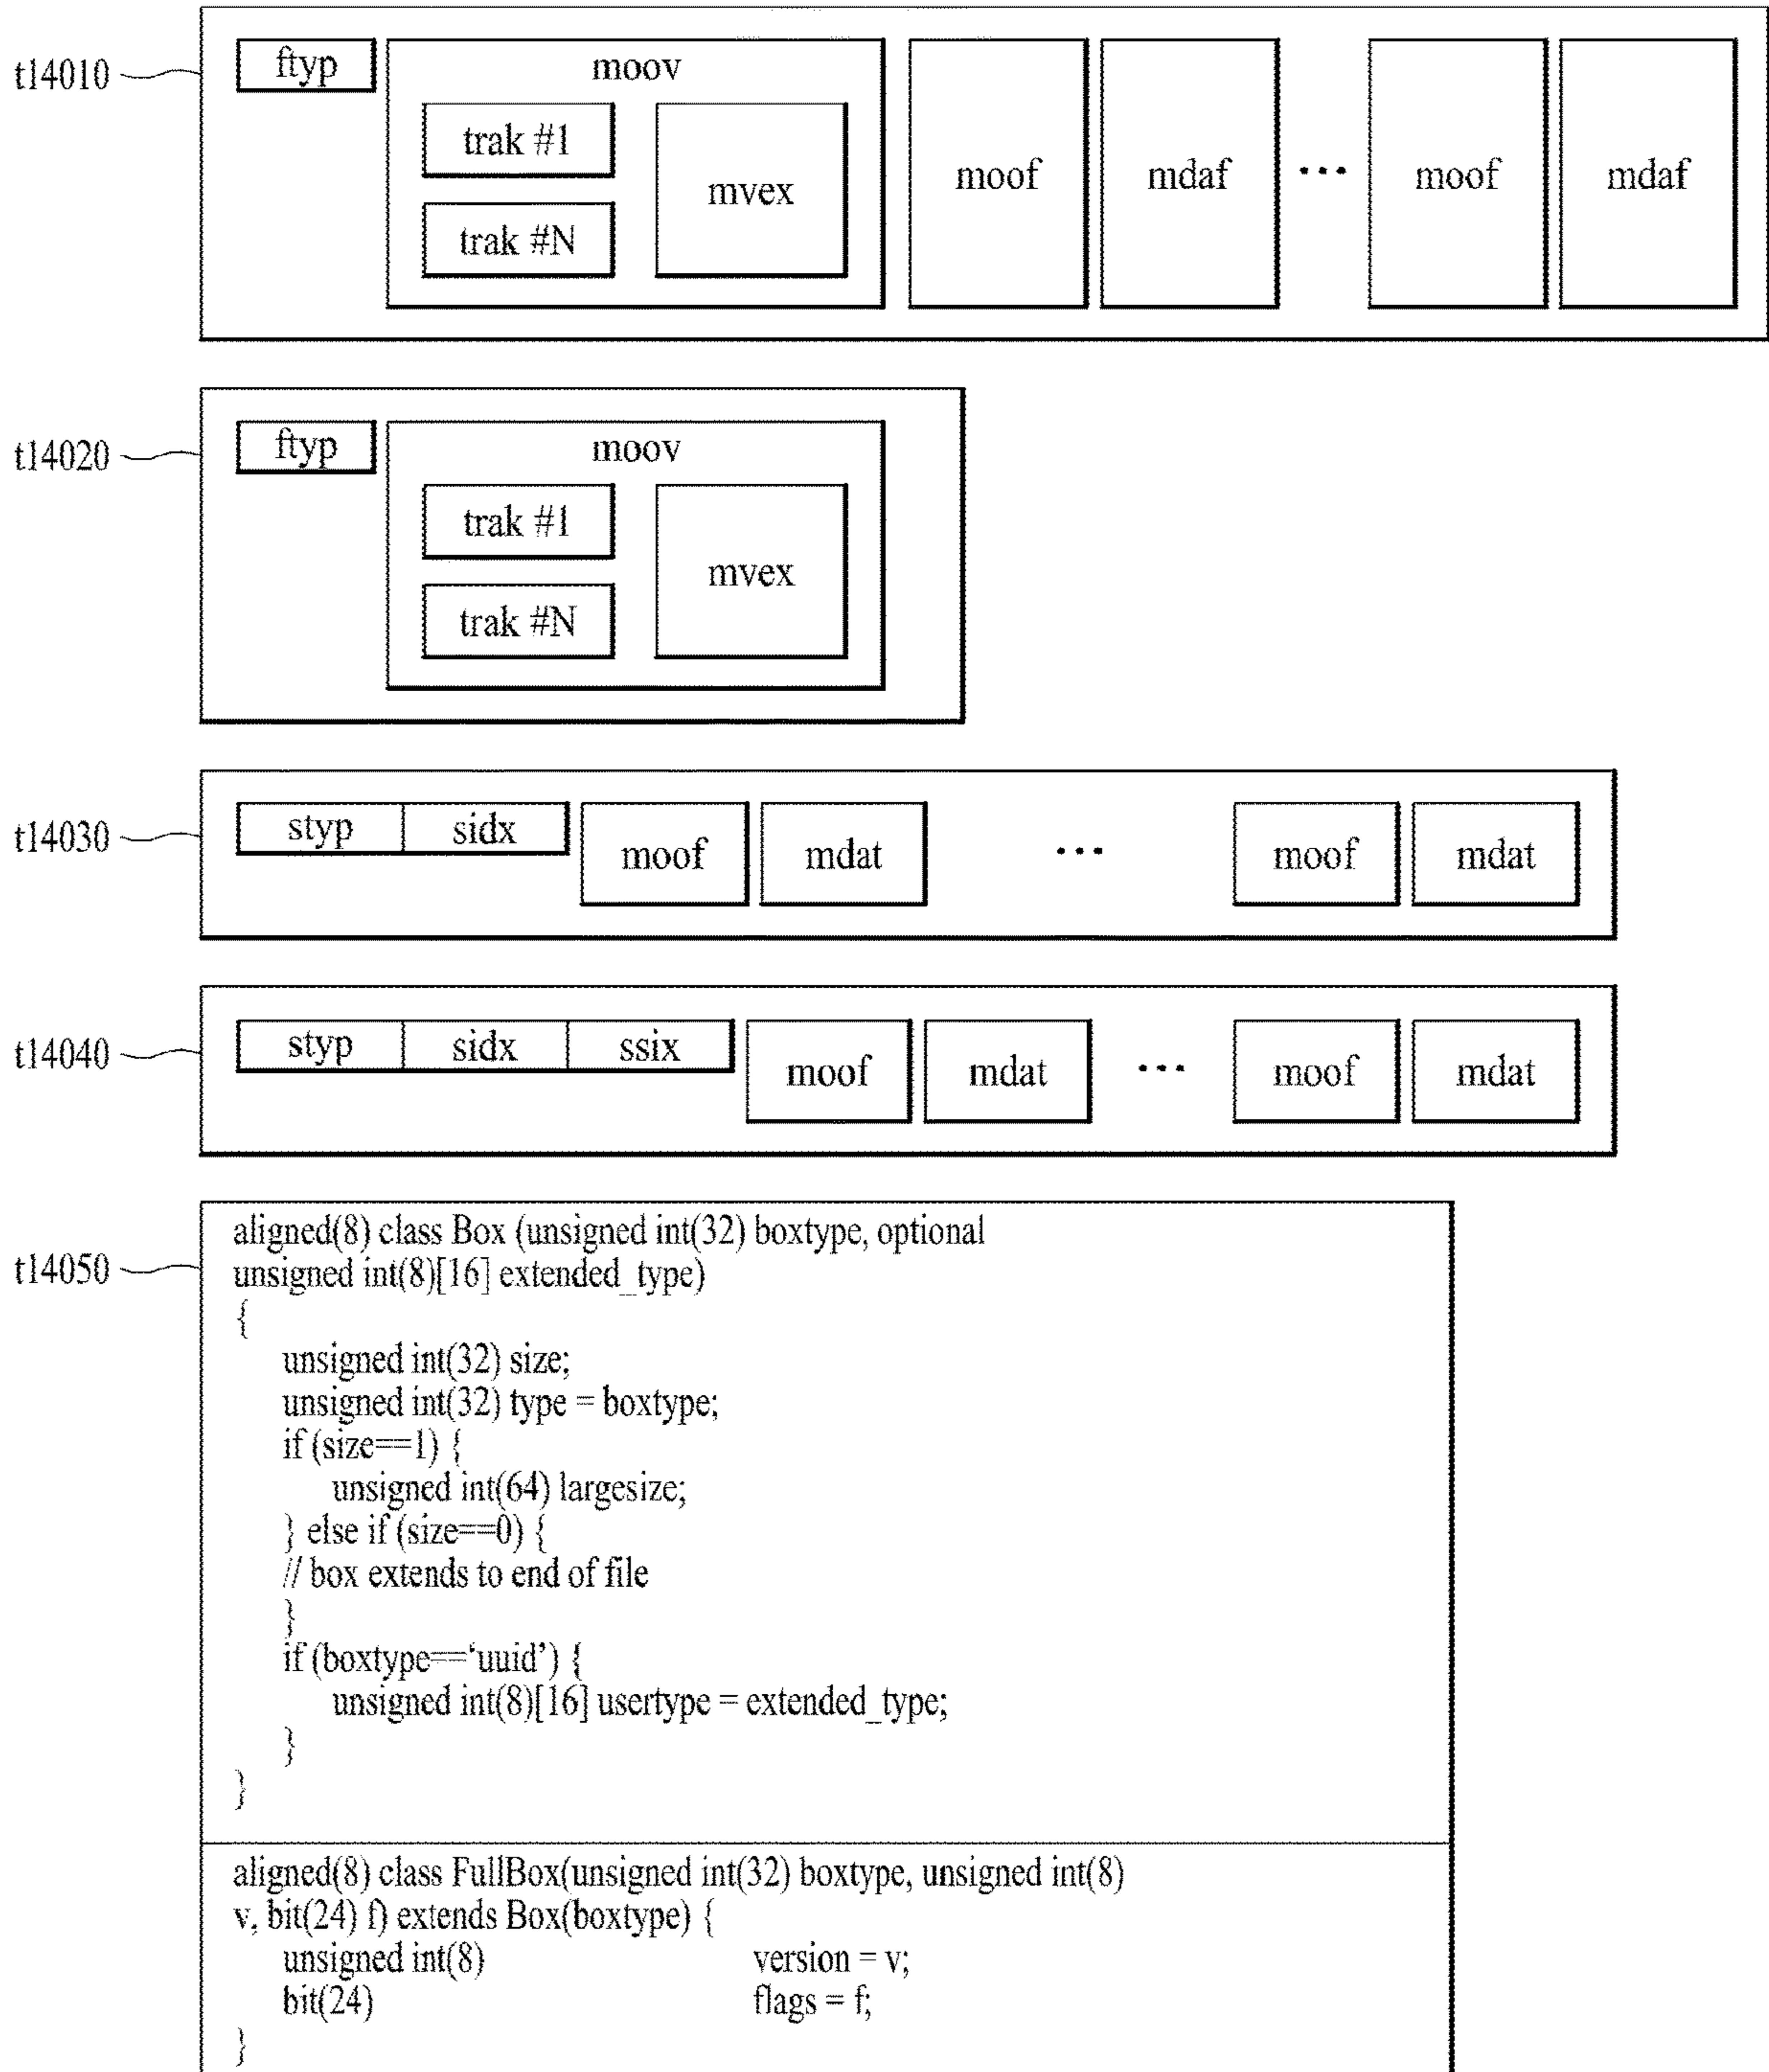 t14010
ftyp
moov
trak #1
trak #N
mvex
moof
mdaf
...
moof
mdaf
t14020
ftyp
moov
trak #1
trak #N
mvex
t14030
styp
sidx
moof
mdat
...
moof
mdat
t14040
styp
sidx
ssix
moof
mdat
...
moof
mdat
t14050
aligned(8) class Box (unsigned int(32) boxtype, optional
unsigned int(8)[16] extended_type)
{
unsigned int(32) size;
unsigned int(32) type = boxtype;
if (size==1) {
unsigned int(64) largesize;
} else if (size==0) {
// box extends to end of file
}
if (boxtype==‘uuid’) {
unsigned int(8)[16] usertype = extended_type;
}
}
aligned(8) class FullBox(unsigned int(32) boxtype, unsigned int(8)
v, bit(24) f) extends Box(boxtype) {
unsigned int(8) version = v;
bit(24) flags = f;
}